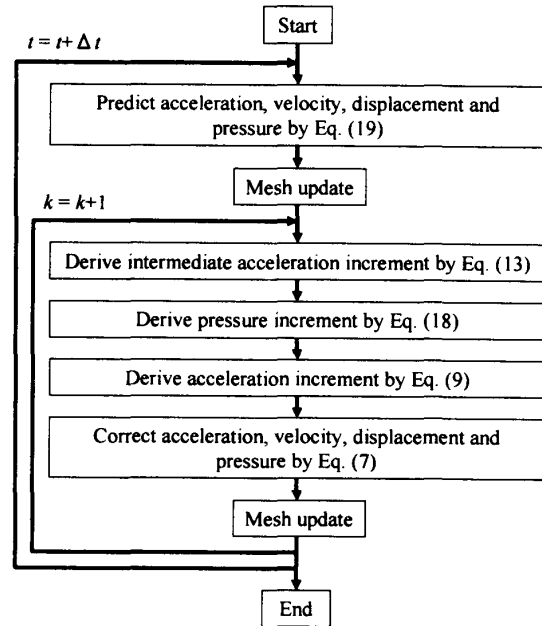 Start
t = t+ Δ t
Predict acceleration, velocity, displacement and
pressure by Eq. (19)
Mesh update
k = k+1
Derive intermediate acceleration increment by Eq. (13)
Derive pressure increment by Eq. (18)
Derive acceleration increment by Eq. (9)
Correct acceleration, velocity, displacement and
pressure by Eq. (7)
Mesh update
End